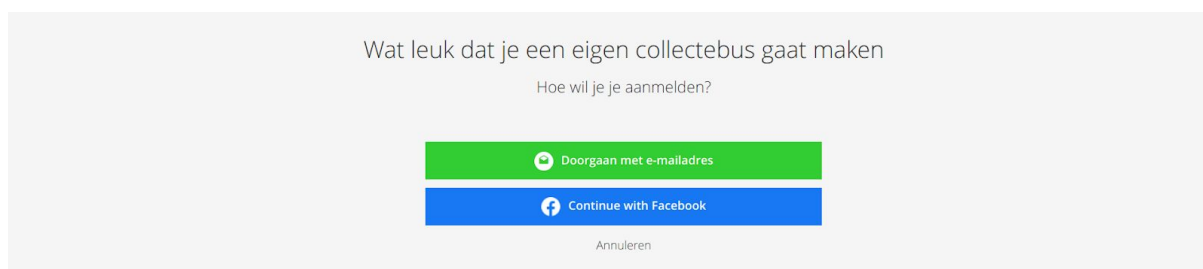 Wat leuk dat je een eigen collectebus gaat maken
Hoe wil je je aanmelden?
Doorgaan met e-mailadres
Continue with Facebook
Annuleren